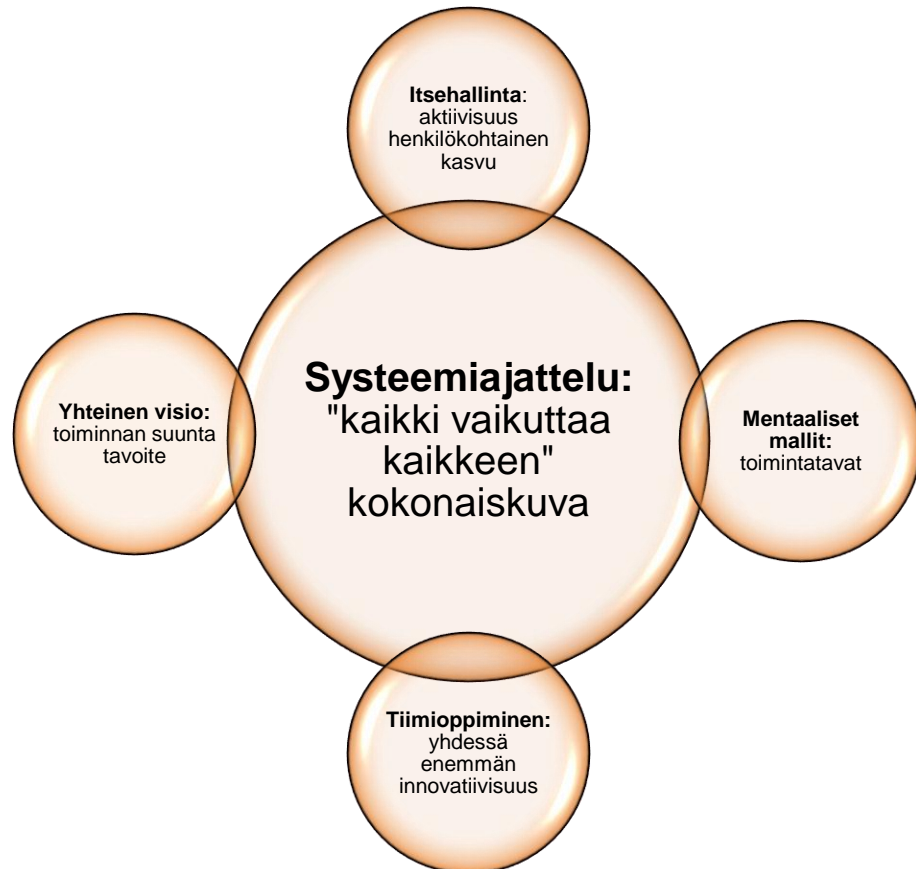 Itsehallinta:
aktiivisuus
henkilökohtainen
kasvu
Systeemiajattelu:
"kaikki vaikuttaa
kaikkeen"
kokonaiskuva
Yhteinen visio:
toiminnan suunta
tavoite
Mentaaliset
mallit:
toimintatavat
Tiimioppiminen:
yhdessä
enemmän
innovatiivisuus